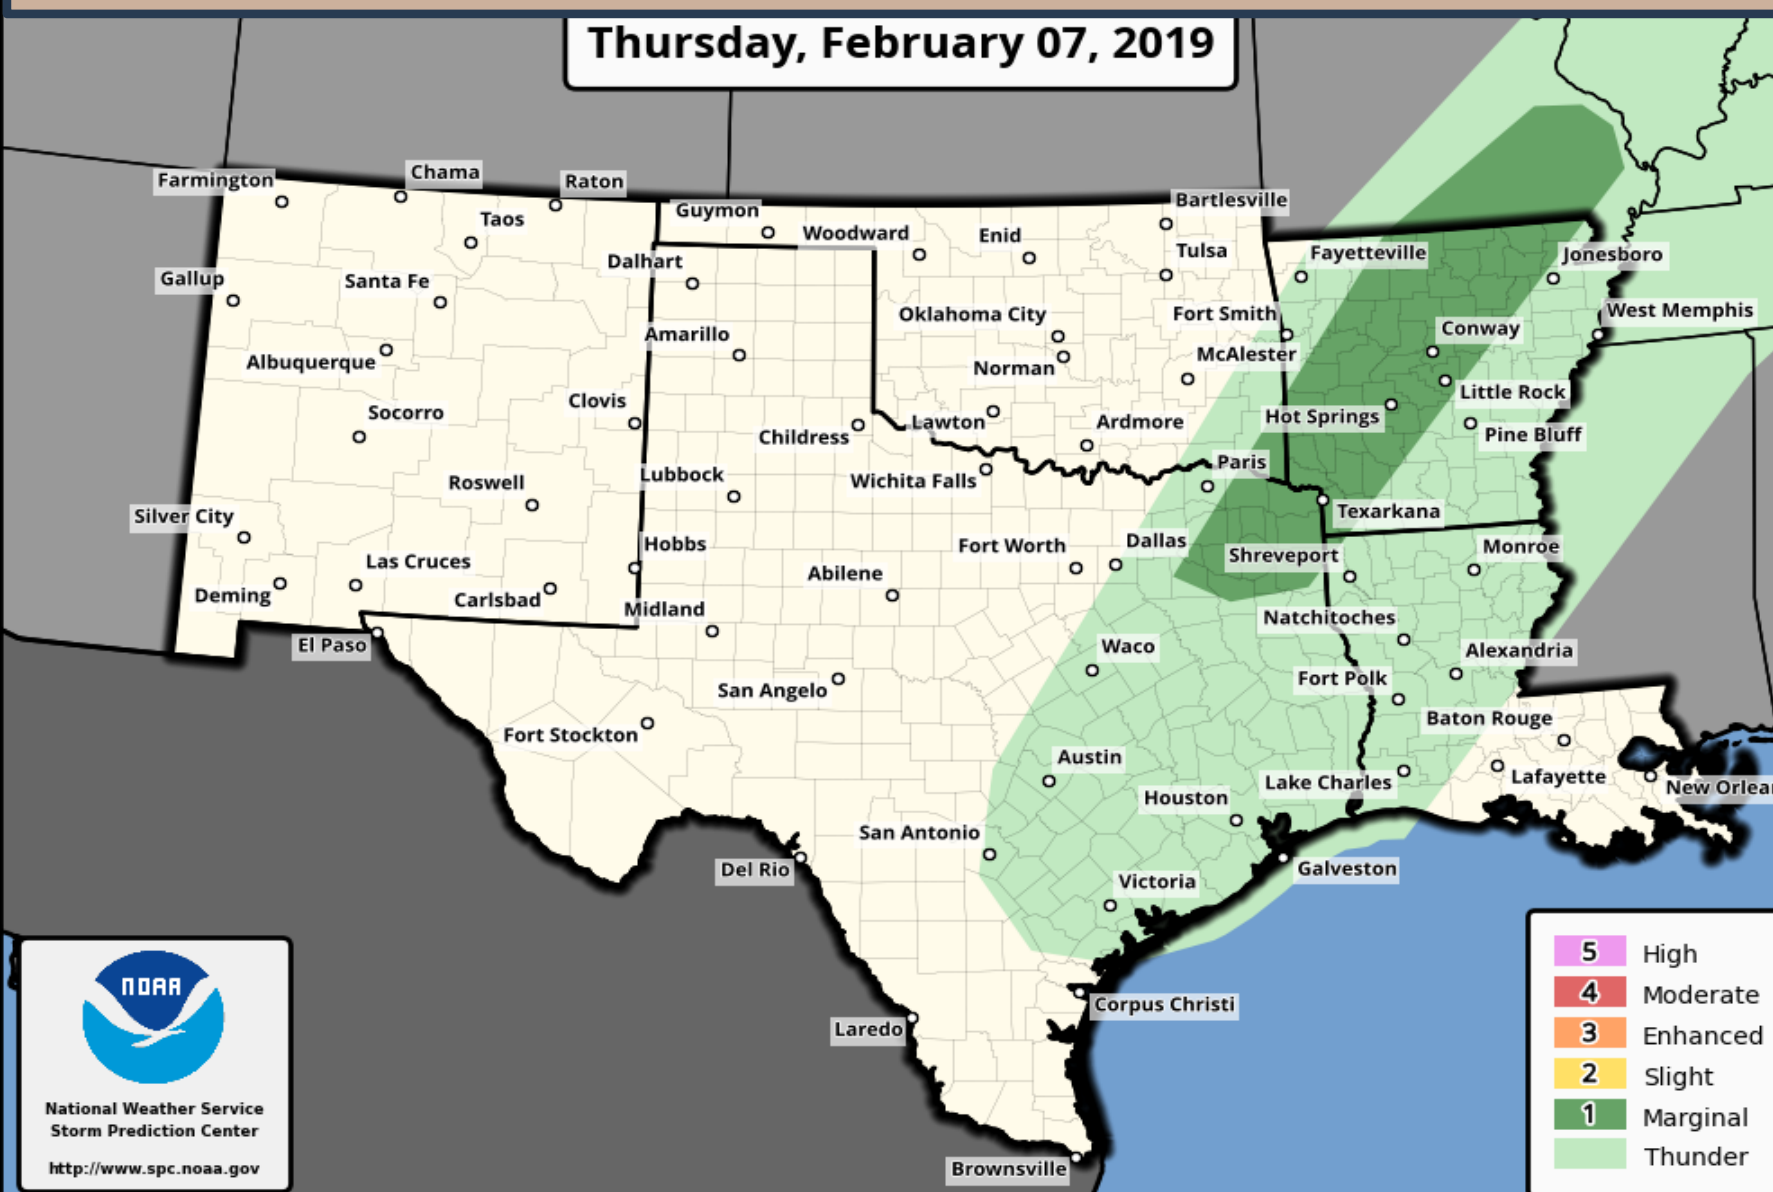 Thursday, February 07, 2019
Farmington
Chama
Raton
Taos
Guymon
Woodward
Enid
Bartlesville
Tulsa
Gallup
Santa Fe
Dalhart
Fayetteville
Jonesboro
Oklahoma City
Fort Smith
West Memphis
Amarillo
Conway
Albuquerque
McAlester
Norman
Little Rock
Clovis
Socorro
Lawton
Ardmore
Hot Springs
Childress
Pine Bluff
Paris
Lubbock
Wichita Falls
Roswell
Silver City
Texarkana
Hobbs
Fort Worth
Dallas
Shreveport
Monroe
Las Cruces
Abilene
Deming
Carlsbad
Midland
Natchitoches
El Paso
Waco
Alexandria
San Angelo
Fort Polk
Fort Stockton
Baton Rouge
Austin
Lake Charles
Lafayette
New Orlea
Houston
San Antonio
Del Rio
Galveston
Victoria
Corpus Christi
Laredo
Brownsville
NOAA
National Weather Service
Storm Prediction Center
http://www.spc.noaa.gov
5 High
4 Moderate
3 Enhanced
2 Slight
1 Marginal
Thunder